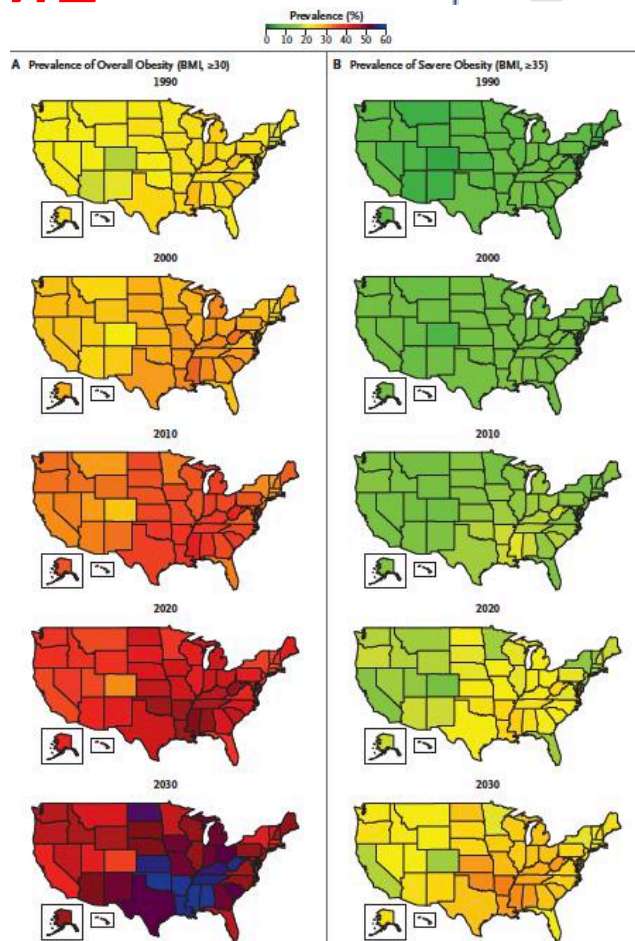 Prevalence (%)
0 10 20 30 40 50 60
A Prevalence of Overall Obesity (BMI, ≥30)
1990
2000
2010
2020
2030
B Prevalence of Severe Obesity (BMI, ≥35)
1990
2000
2010
2020
2030